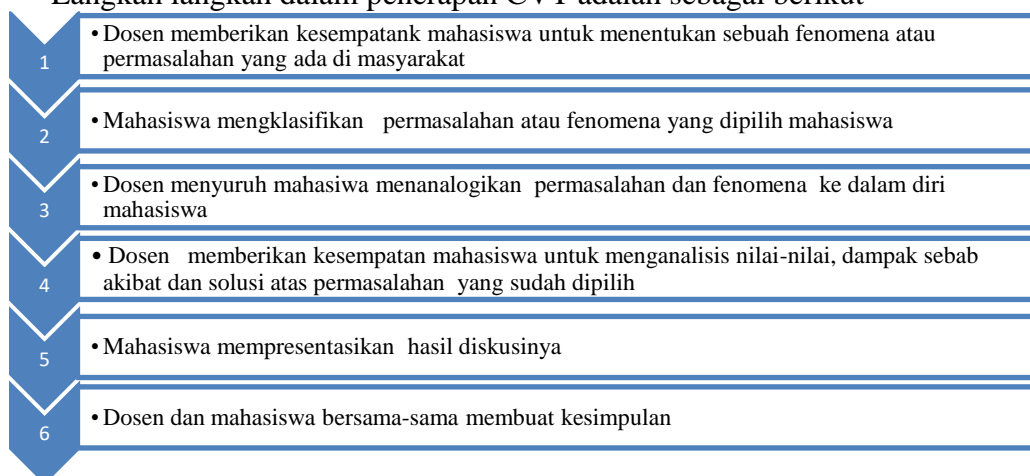 Langkah langkah dalam penerapan CVT adalah sebagai berikut
1
• Dosen memberikan kesempatank mahasiswa untuk menentukan sebuah fenomena atau
permasalahan yang ada di masyarakat
2
• Mahasiswa mengklasifikan permasalahan atau fenomena yang dipilih mahasiswa
3
• Dosen menyuruh mahasiwa menanalogikan permasalahan dan fenomena ke dalam diri
mahasiswa
4
• Dosen memberikan kesempatan mahasiswa untuk menganalisis nilai-nilai, dampak sebab
akibat dan solusi atas permasalahan yang sudah dipilih
5
• Mahasiswa mempresentasikan hasil diskusinya
6
• Dosen dan mahasiswa bersama-sama membuat kesimpulan